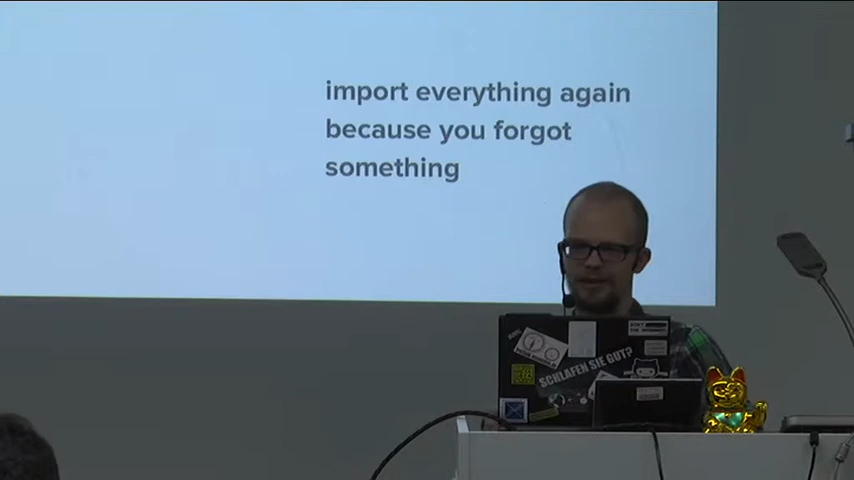 import everything again
because you forgot
something
SCHLAFEN SIE GUT?